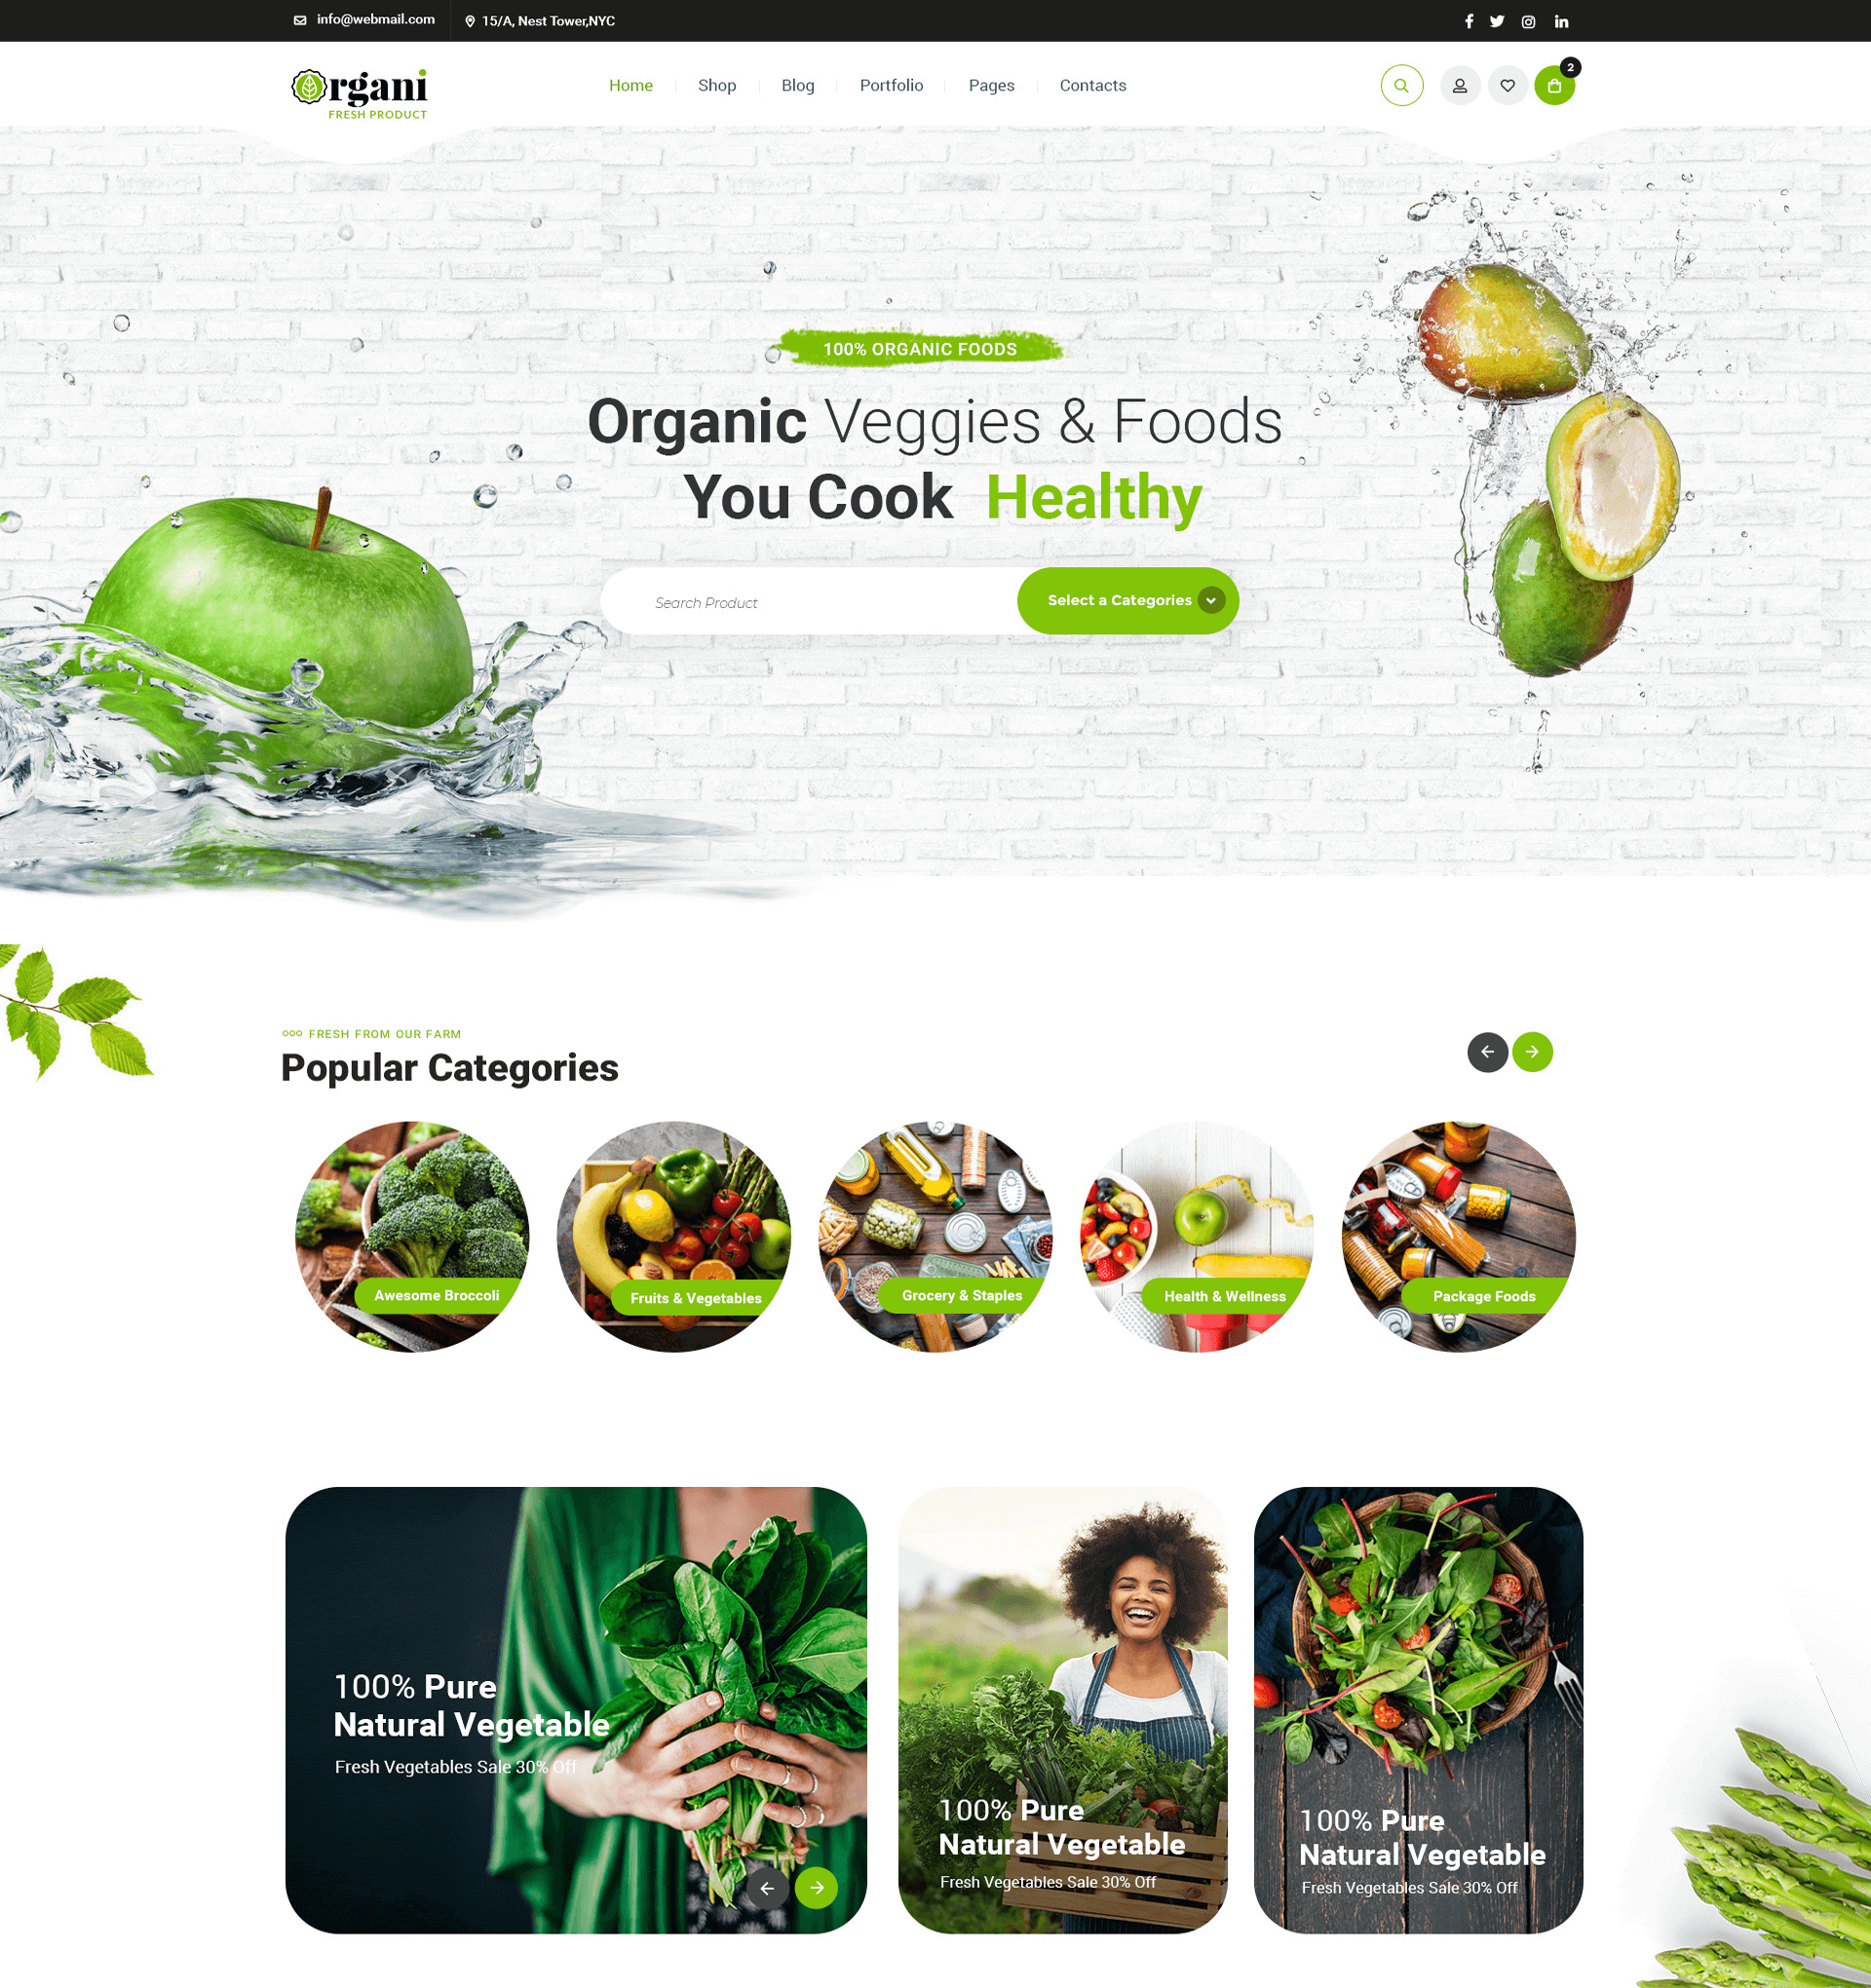 info@webmail.com
15/A, Nest Tower,NYC
Organi
FRESH PRODUCT
Home
Shop
Blog
Portfolio
Pages
Contacts
2
100% ORGANIC FOODS
Organic Veggies & Foods
You Cook Healthy
Search Product
Select a Categories
FRESH FROM OUR FARM
Popular Categories
Awesome Broccoli
Fruits & Vegetables
Grocery & Staples
Health & Wellness
Package Foods
100% Pure
Natural Vegetable
Fresh Vegetables Sale 30% Off
100% Pure
Natural Vegetable
Fresh Vegetables Sale 30% Off
100% Pure
Natural Vegetable
Fresh Vegetables Sale 30% Off